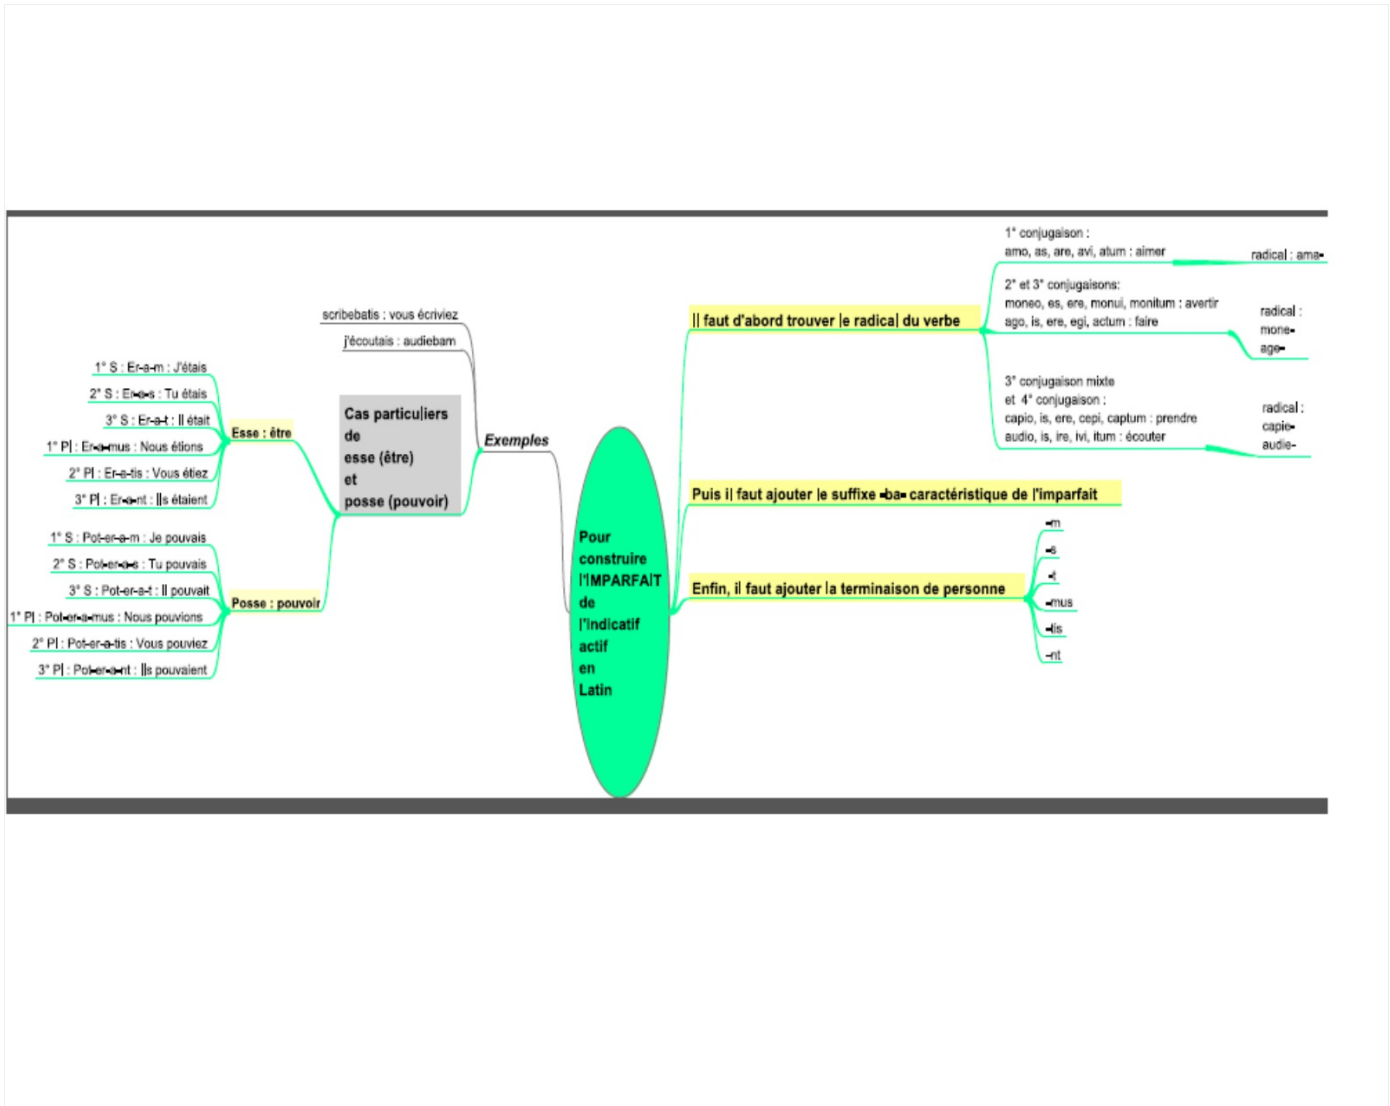 Pour
construire
l'IMPARFAIT
de
l'indicatif
actif
en
Latin
Il faut d'abord trouver le radical du verbe
1° conjugaison :
amo, as, are, avi, atum : aimer
radical : ama-
2° et 3° conjugaisons:
moneo, es, ere, monui, monitum : avertir
ago, is, ere, egi, actum : faire
radical :
mone-
age-
3° conjugaison mixte
et 4° conjugaison :
capio, is, ere, cepi, captum : prendre
audio, is, ire, ivi, itum : écouter
radical :
capie-
audie-
Puis il faut ajouter le suffixe -ba- caractéristique de l'imparfait
Enfin, il faut ajouter la terminaison de personne
-m
-s
-t
-mus
-tis
-nt
Exemples
scribebatis : vous écriviez
j'écoutais : audiebam
Cas particuliers
de
esse (être)
et
posse (pouvoir)
Esse : être
1° S : Er-a-m : J'étais
2° S : Er-a-s : Tu étais
3° S : Er-a-t : Il était
1° Pl : Er-a-mus : Nous étions
2° Pl : Er-a-tis : Vous étiez
3° Pl : Er-a-nt : Ils étaient
Posse : pouvoir
1° S : Pot-er-a-m : Je pouvais
2° S : Pot-er-a-s : Tu pouvais
3° S : Pot-er-a-t : Il pouvait
1° Pl : Pot-er-a-mus : Nous pouvions
2° Pl : Pot-er-a-tis : Vous pouviez
3° Pl : Pot-er-a-nt : Ils pouvaient